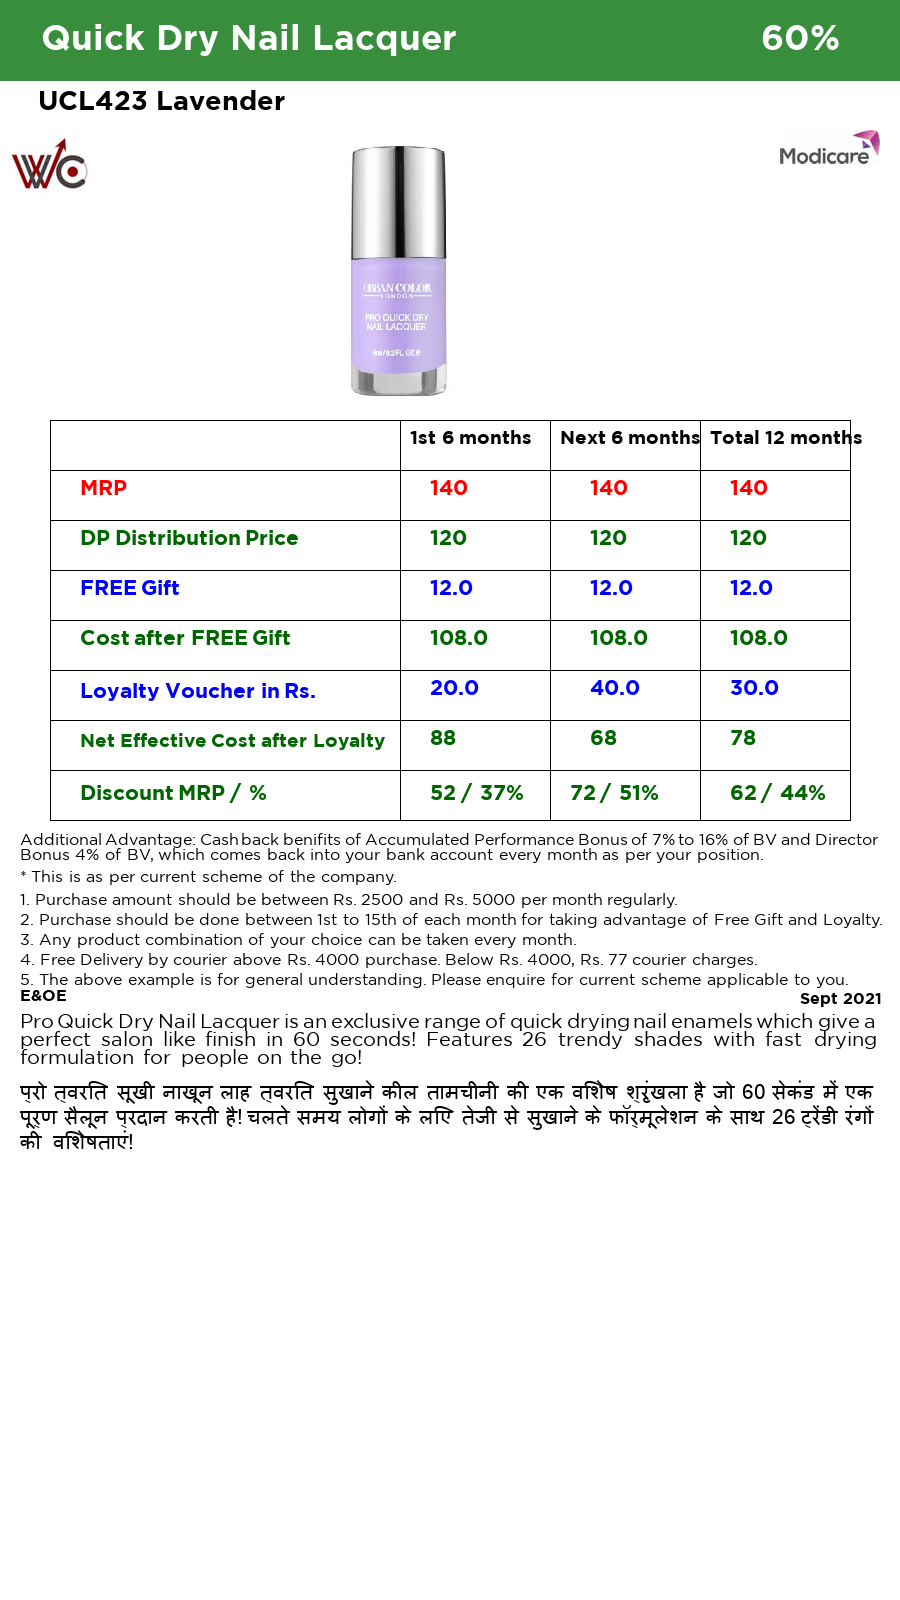 Quick Dry Nail Lacquer 60%
UCL423 Lavender
WC
Modicare
URBAN COLOR
LONDON
PRO QUICK DRY
NAIL LACQUER
6ml/0.2FL.OZ.e
1st 6 months Next 6 months Total 12 months
MRP 140 140 140
DP Distribution Price 120 120 120
FREE Gift 12.0 12.0 12.0
Cost after FREE Gift 108.0 108.0 108.0
Loyalty Voucher in Rs. 20.0 40.0 30.0
Net Effective Cost after Loyalty 88 68 78
Discount MRP / % 52 / 37% 72 / 51% 62 / 44%
Additional Advantage: Cashback benifits of Accumulated Performance Bonus of 7% to 16% of BV and Director
Bonus 4% of BV, which comes back into your bank account every month as per your position.
* This is as per current scheme of the company.
1. Purchase amount should be between Rs. 2500 and Rs. 5000 per month regularly.
2. Purchase should be done between 1st to 15th of each month for taking advantage of Free Gift and Loyalty.
3. Any product combination of your choice can be taken every month.
4. Free Delivery by courier above Rs. 4000 purchase. Below Rs. 4000, Rs. 77 courier charges.
5. The above example is for general understanding. Please enquire for current scheme applicable to you.
E&OE
Sept 2021
Pro Quick Dry Nail Lacquer is an exclusive range of quick drying nail enamels which give a
perfect salon like finish in 60 seconds! Features 26 trendy shades with fast drying
formulation for people on the go!
प्रो त्वरित सूखी नाखून लाह त्वरित सुखाने कील तामचीनी की एक विशेष श्रृंखला है जो 60 सेकंड में एक
पूर्ण सैलून प्रदान करती है! चलते समय लोगों के लिए तेजी से सुखाने के फॉर्मूलेशन के साथ 26 ट्रेंडी रंगों
की विशेषताएं!